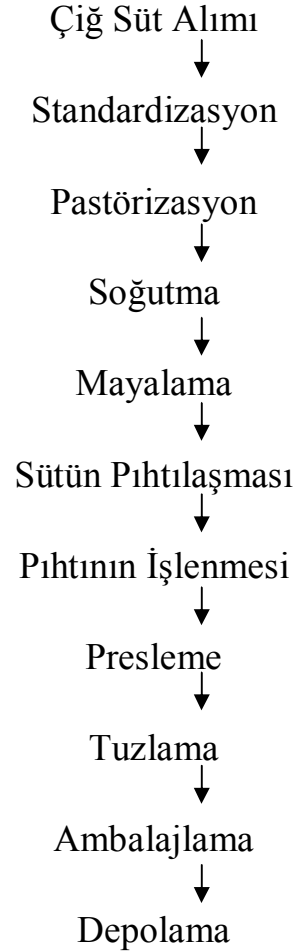 Çiğ Süt Alımı
Standardizasyon
Pastörizasyon
Soğutma
Mayalama
Sütün Pıhtılaşması
Pıhtının İşlenmesi
Presleme
Tuzlama
Ambalajlama
Depolama